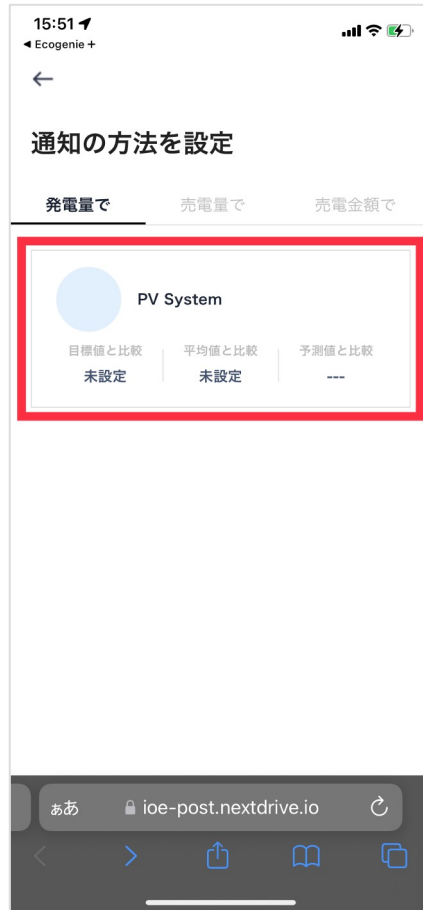 15:51
◀ Ecogenie +
通知の方法を設定
発電量で 売電量で 売電金額で
PV System
目標値と比較 平均値と比較 予測値と比較
未設定 未設定 ---
ぁあ ioe-post.nextdrive.io